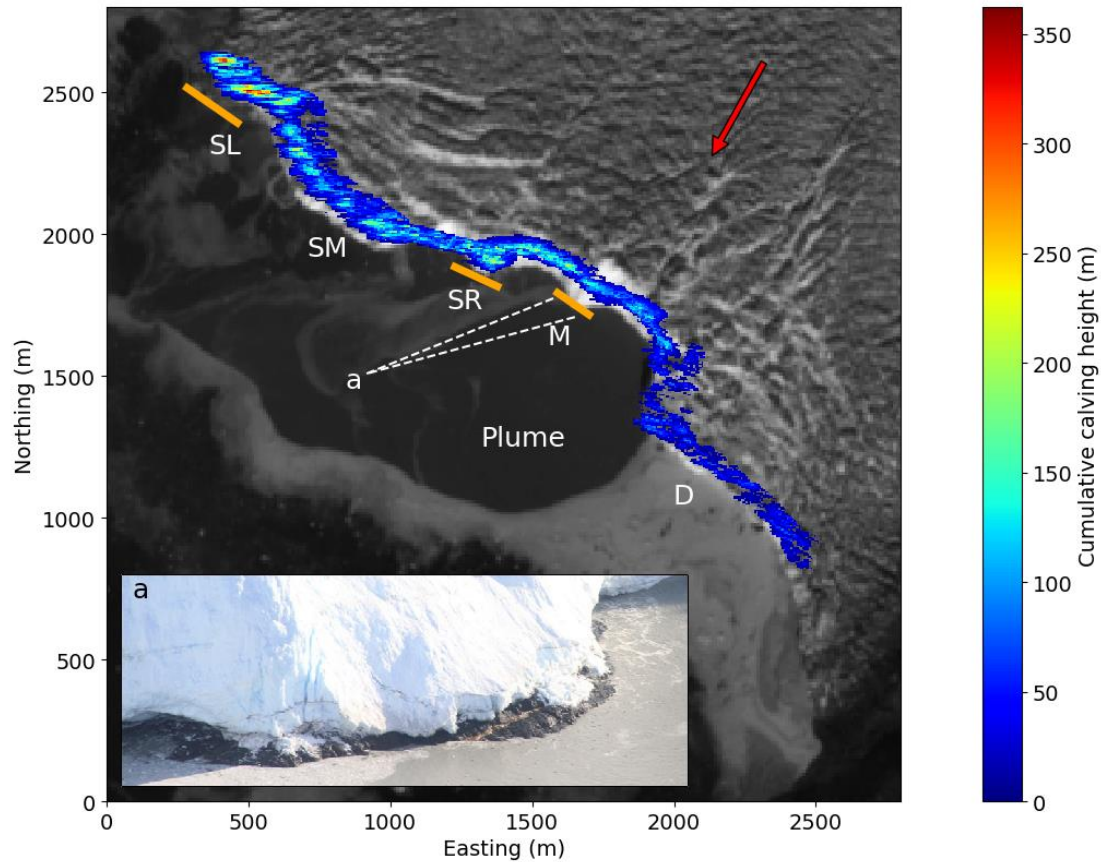 2500
2000
1500
1000
500
0
Northing (m)
0 500 1000 1500 2000 2500
Easting (m)
SL
SM
SR
M
a
Plume
D
a
350
300
250
200
150
100
50
0
Cumulative calving height (m)